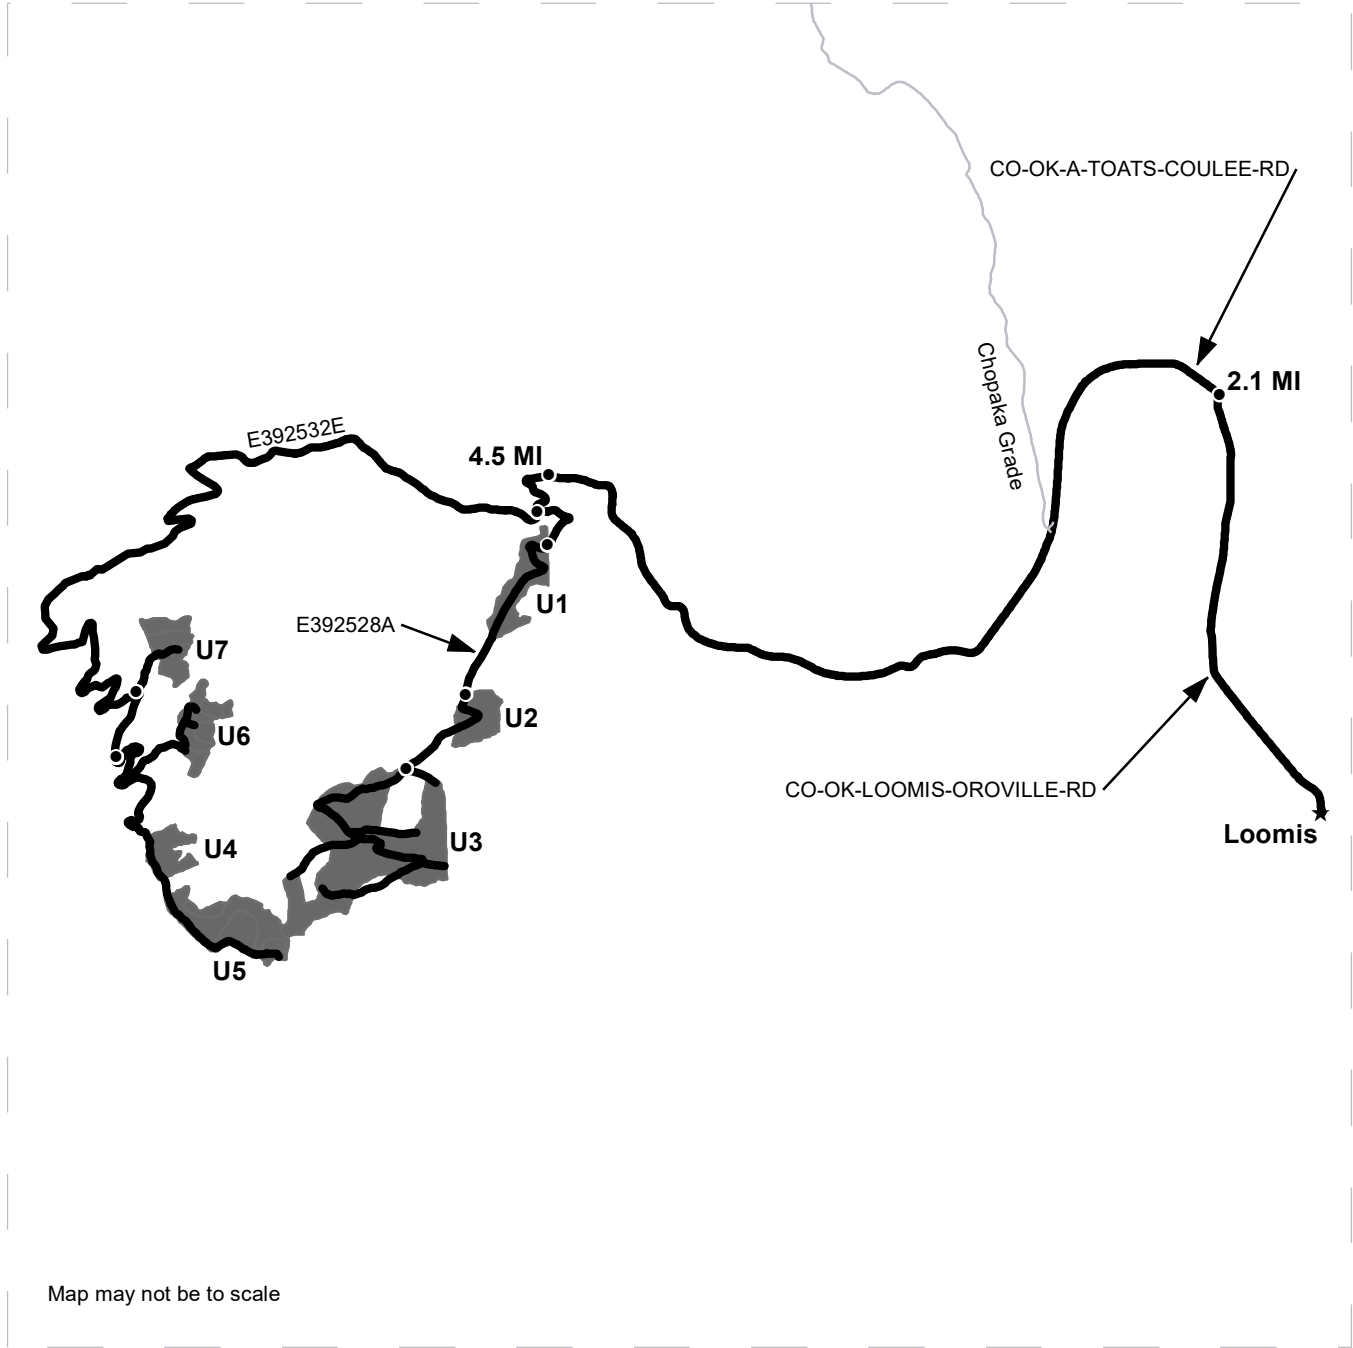 CO-OK-A-TOATS-COULEE-RD
Chopaka Grade
2.1 MI
E392532E
4.5 MI
U1
E392528A
U7
U2
U6
CO-OK-LOOMIS-OROVILLE-RD
Loomis
U3
U4
U5
Map may not be to scale